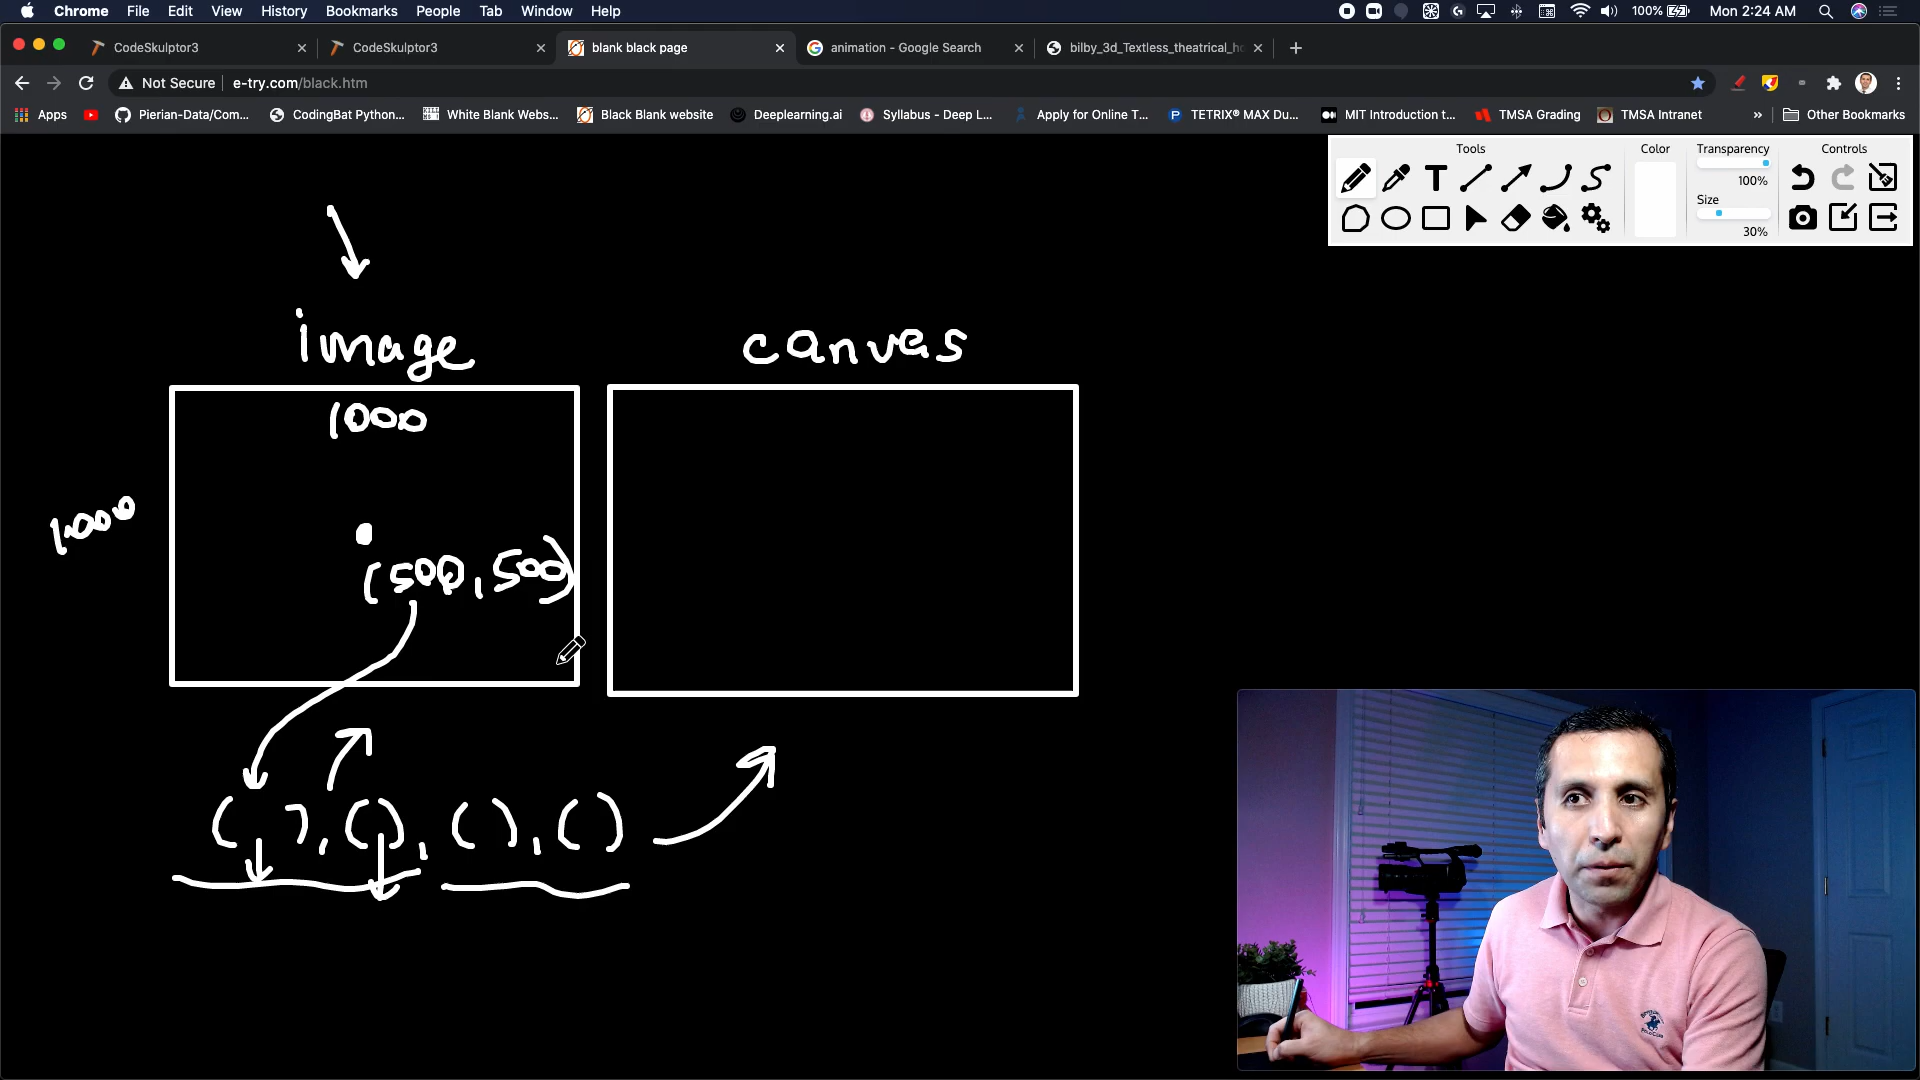 Chrome File Edit View History Bookmarks People Tab Window Help
100% Mon 2:24 AM
CodeSkulptor3
CodeSkulptor3
blank black page
animation - Google Search
bilby_3d_Textless_theatrical_ho
Not Secure e-try.com/black.htm
Apps
Pierian-Data/Com...
CodingBat Python...
White Blank Webs...
Black Blank website
Deeplearning.ai
Syllabus - Deep L...
Apply for Online T...
TETRIX® MAX Du...
MIT Introduction t...
TMSA Grading
TMSA Intranet
»
Other Bookmarks
Tools Color Transparency Controls
100%
Size
30%
image canvas
1000
1000
(500,500)
( ),( ),( ),( )